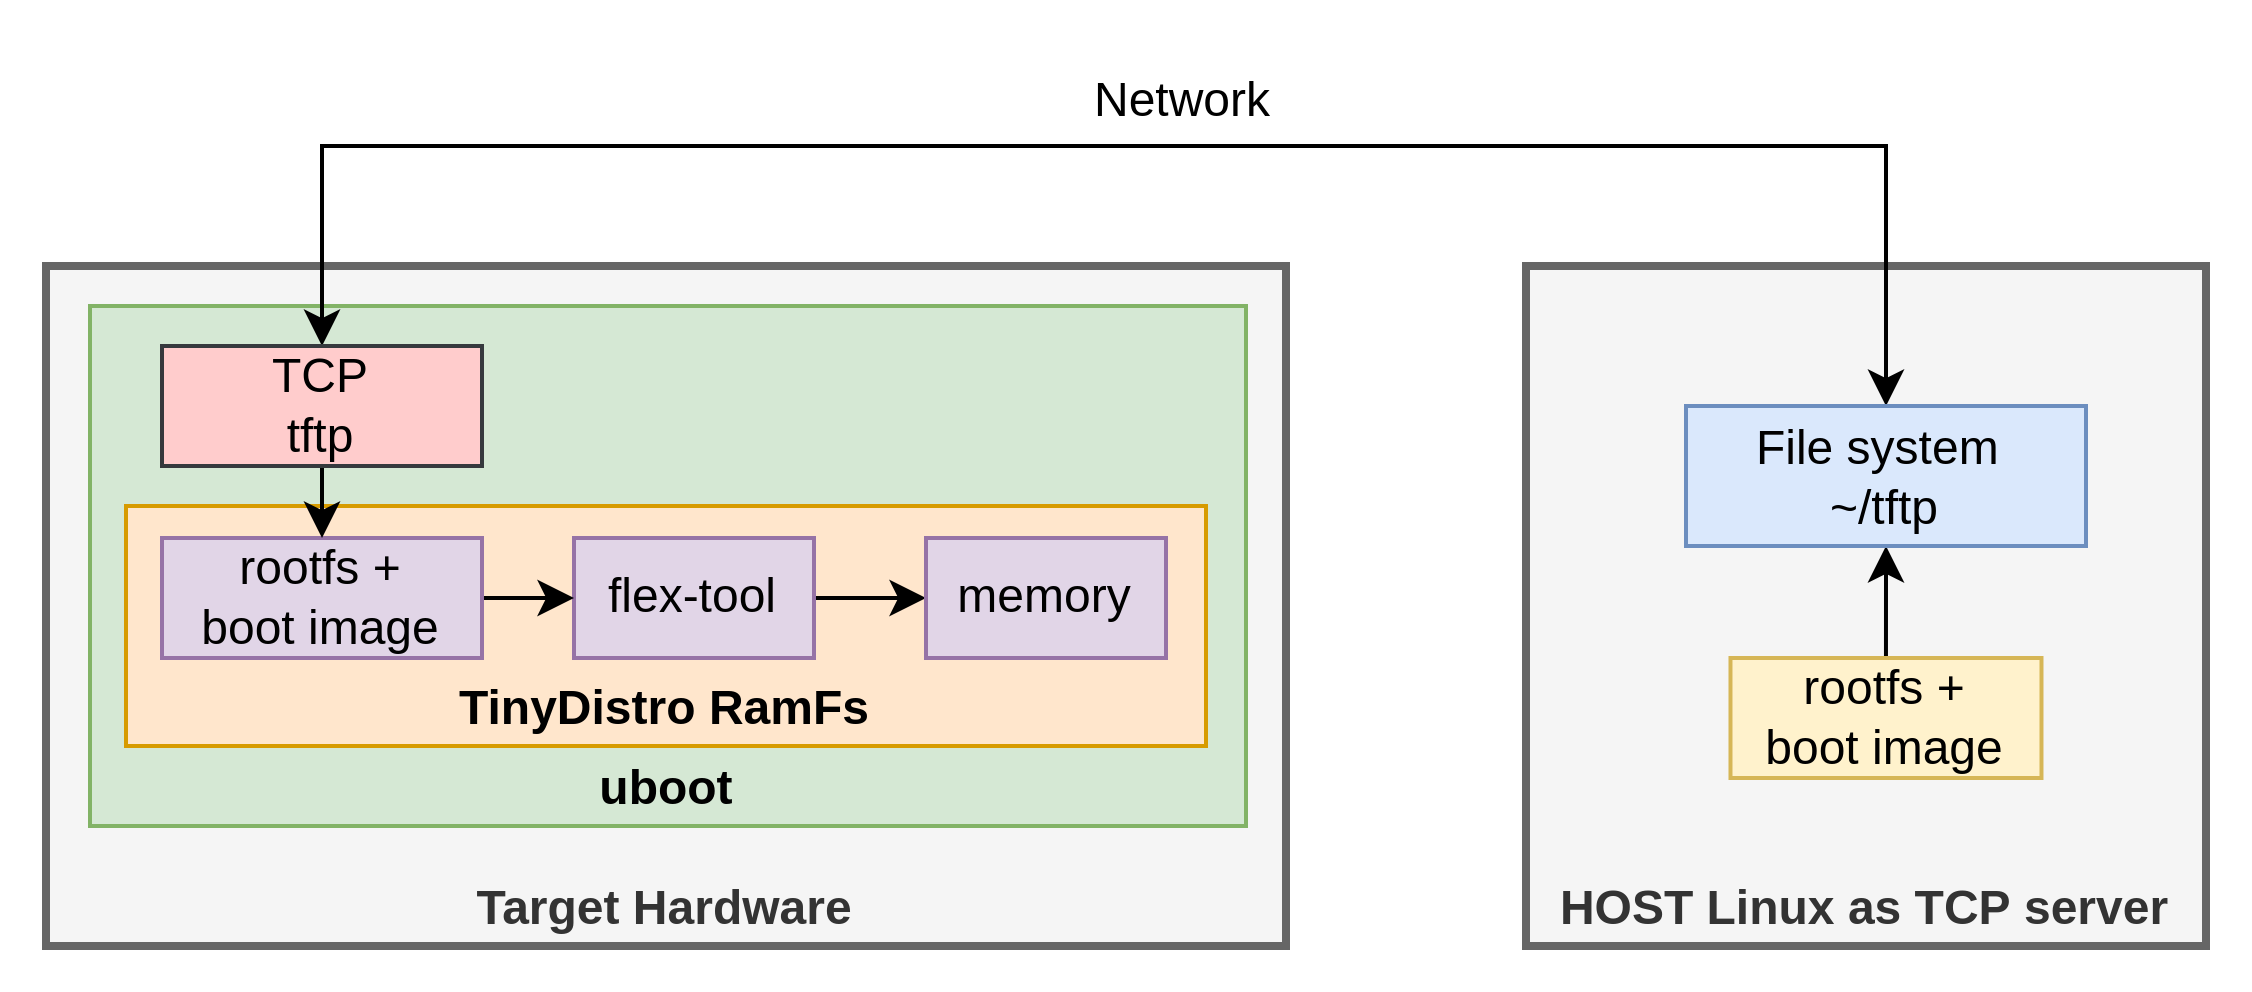 Network
TCP
tftp
rootfs +
boot image
flex-tool
memory
TinyDistro RamFs
uboot
Target Hardware
File system
~/tftp
rootfs +
boot image
HOST Linux as TCP server